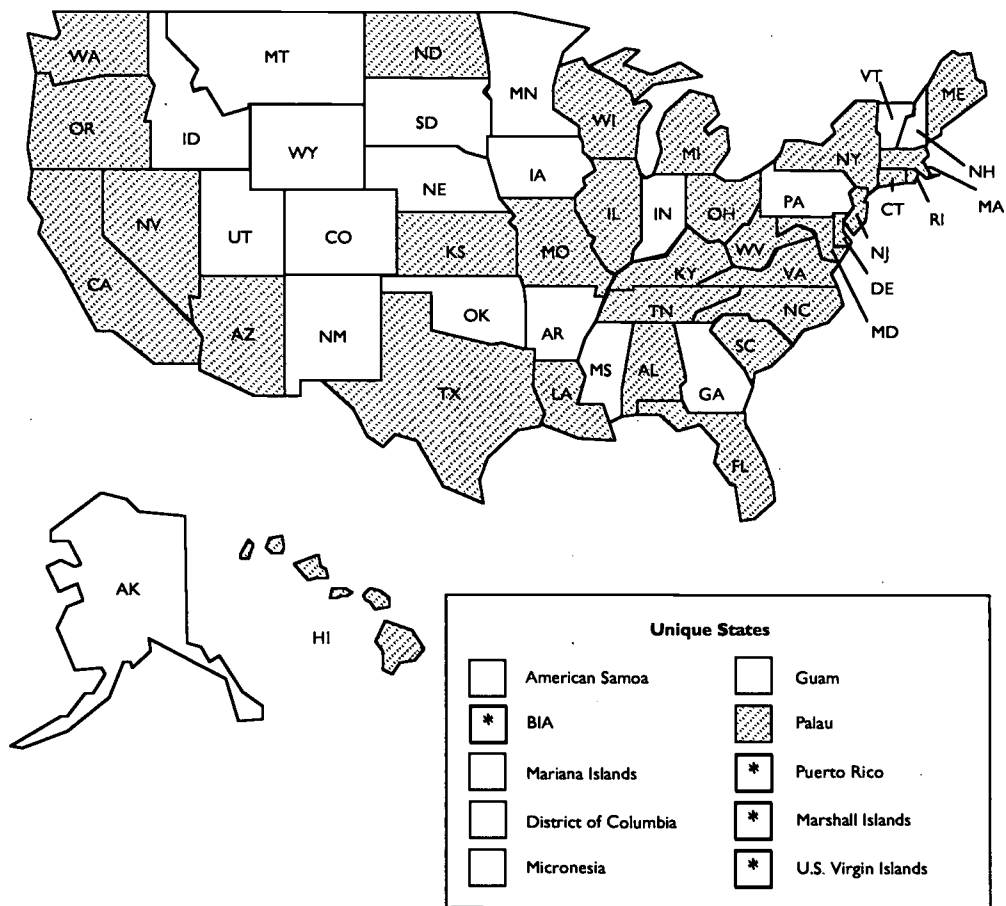 WA
MT
ND
MN
VT
ME
OR
ID
SD
WI
MI
NY
WY
NH
MA
RI
CT
NE
IA
PA
NV
UT
CO
IL
IN
OH
NJ
CA
KS
MO
WV
KY
VA
DE
MD
AZ
NM
OK
AR
TN
NC
SC
MS
AL
GA
TX
LA
FL
AK
HI
Unique States
American Samoa
* BIA
Mariana Islands
District of Columbia
Micronesia
Guam
Palau
* Puerto Rico
* Marshall Islands
* U.S. Virgin Islands